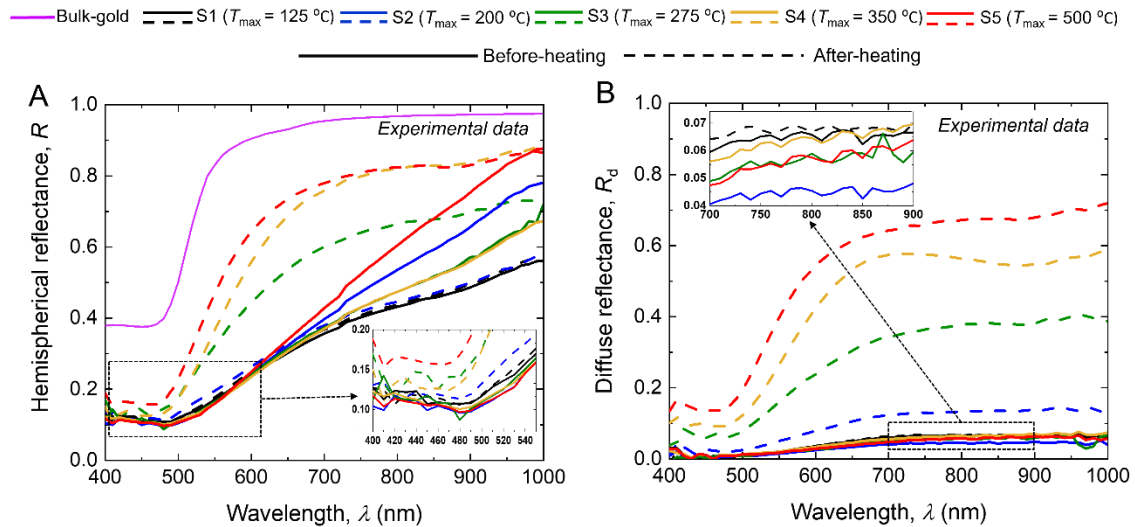 Bulk-gold S1 (Tmax = 125 ºC) S2 (Tmax = 200 ºC) S3 (Tmax = 275 ºC) S4 (Tmax = 350 ºC) S5 (Tmax = 500 ºC)
Before-heating After-heating
A
Experimental data
Hemispherical reflectance, R
1.0
0.8
0.6
0.4
0.2
0.0
400 500 600 700 800 900 1000
Wavelength, λ (nm)
0.20
0.15
0.10
400 420 440 460 480 500 520 540
B
Experimental data
Diffuse reflectance, Rd
1.0
0.8
0.6
0.4
0.2
0.0
400 500 600 700 800 900 1000
Wavelength, λ (nm)
0.07
0.06
0.05
0.04
700 750 800 850 900